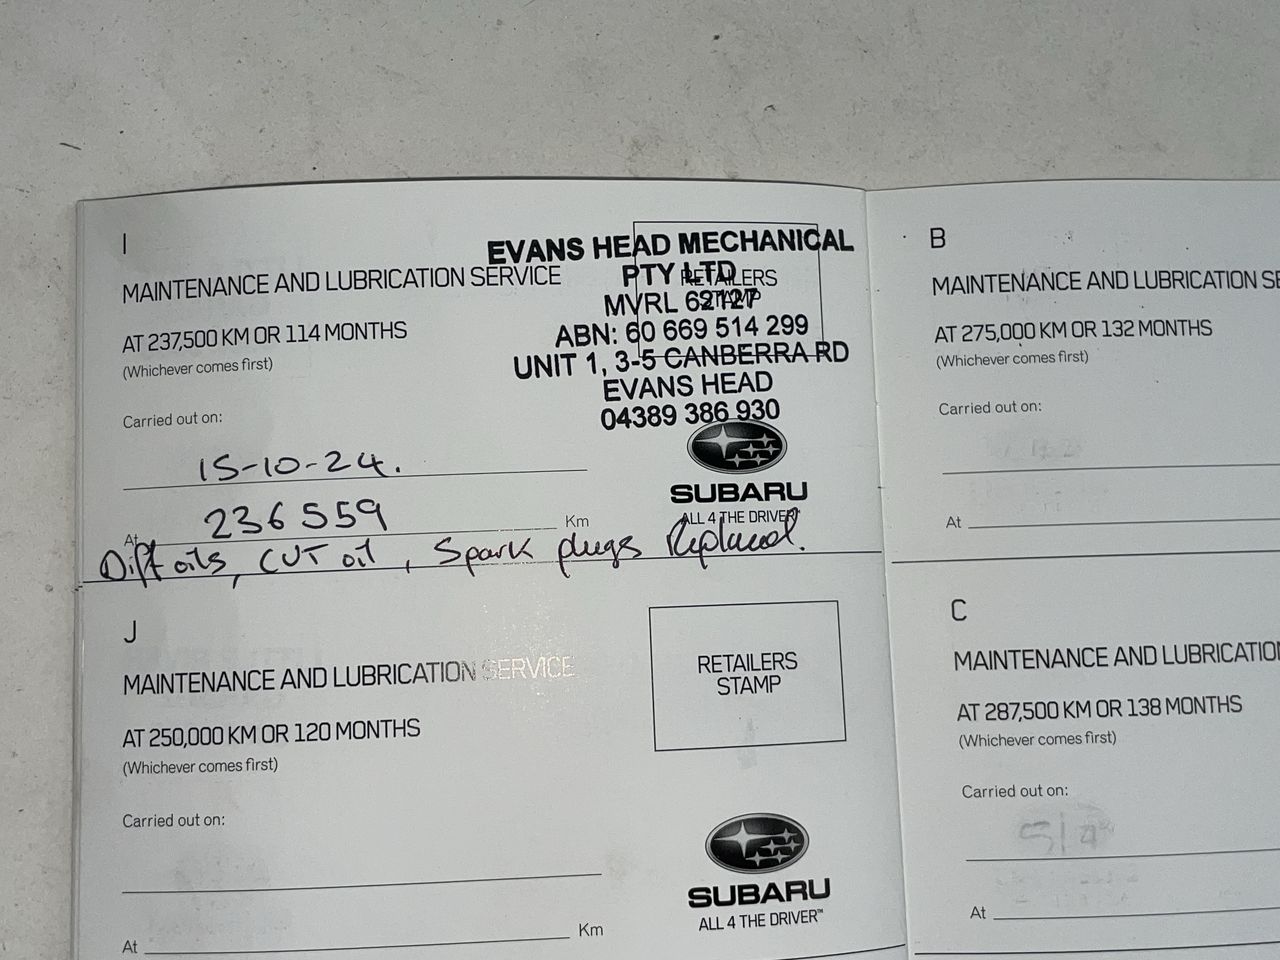 I
MAINTENANCE AND LUBRICATION SERVICE
AT 237,500 KM OR 114 MONTHS
(Whichever comes first)
Carried out on:
15-10-24.
At 236559 Km
Diff oils, CVT oil, Spark plugs Replaced.
RETAILERS
STAMP
EVANS HEAD MECHANICAL
PTY LTD
MVRL 62127
ABN: 60 669 514 299
UNIT 1, 3-5 CANBERRA RD
EVANS HEAD
04389 386 930
SUBARU
ALL 4 THE DRIVER™
J
MAINTENANCE AND LUBRICATION SERVICE
AT 250,000 KM OR 120 MONTHS
(Whichever comes first)
Carried out on:
At Km
RETAILERS
STAMP
SUBARU
ALL 4 THE DRIVER™
B
MAINTENANCE AND LUBRICATION SE
AT 275,000 KM OR 132 MONTHS
(Whichever comes first)
Carried out on:
At
C
MAINTENANCE AND LUBRICATIO
AT 287,500 KM OR 138 MONTHS
(Whichever comes first)
Carried out on:
At